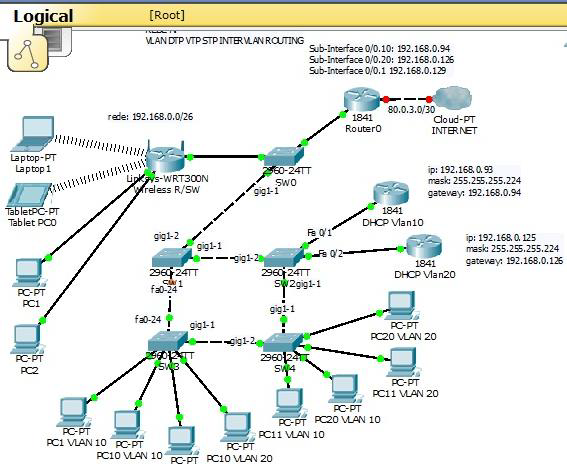 Logical
[Root]
VLAN DTP VTP STP INTERVLAN ROUTING
Sub-Interface 0/0.10: 192.168.0.94
Sub-Interface 0/0.20: 192.168.0.126
Sub-Interface 0/0.1 192.168.0.129
rede: 192.168.0.0/26
1841
Router0
80.0.3.0/30
Cloud-PT
INTERNET
Laptop-PT
Laptop1
Linksys-WRT300N
Wireless R/SW
2960-24TT
SW0
gig1-1
TabletPC-PT
Tablet PC0
ip: 192.168.0.93
mask: 255.255.255.224
gateway: 192.168.0.94
1841
DHCP Vlan10
gig1-2
gig1-1
gig1-2
Fa 0/1
Fa 0/2
ip: 192.168.0.125
mask: 255.255.255.224
gateway: 192.168.0.126
1841
DHCP Vlan20
2960-24TT
SW1
2960-24TT
SW2
gig1-1
PC-PT
PC1
fa0-24
fa0-24
gig1-1
gig1-1
gig1-2
PC-PT
PC2
2960-24TT
SW3
2960-24TT
SW4
PC-PT
PC20 VLAN 20
PC-PT
PC11 VLAN 20
PC-PT
PC20 VLAN 10
PC-PT
PC11 VLAN 10
PC-PT
PC1 VLAN 10
PC-PT
PC10 VLAN 10
PC-PT
PC-PT
PC10 VLAN 20